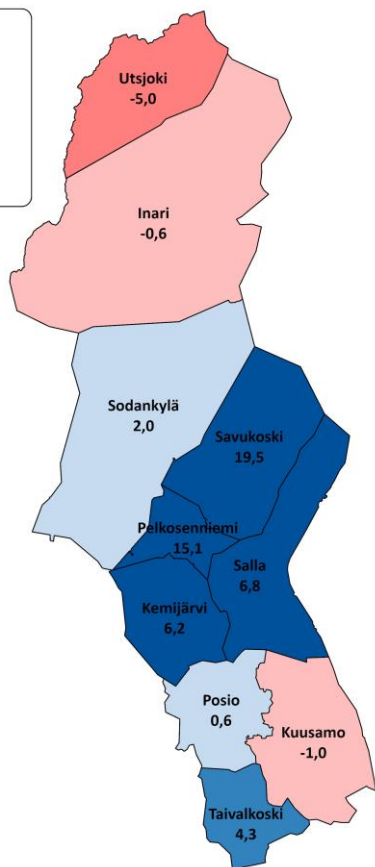 Utsjoki
-5,0
Inari
-0,6
Sodankylä
2,0
Savukoski
19,5
Pelkosenniemi
15,1
Salla
6,8
Kemijärvi
6,2
Posio
0,6
Kuusamo
-1,0
Taivalkoski
4,3